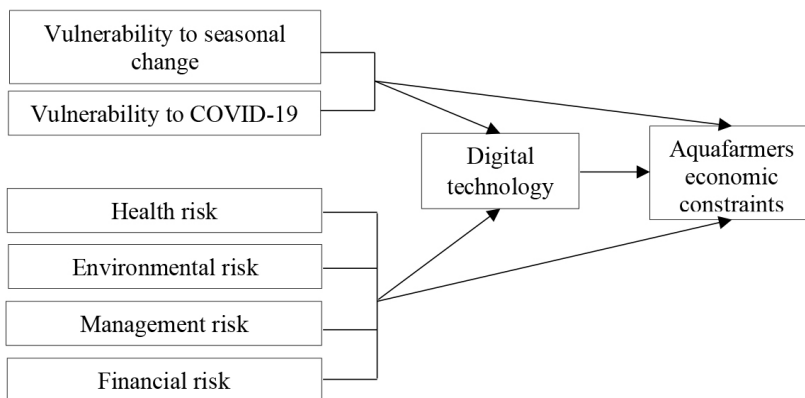 Vulnerability to seasonal
change
Vulnerability to COVID-19
Digital
technology
Aquafarmers
economic
constraints
Health risk
Environmental risk
Management risk
Financial risk